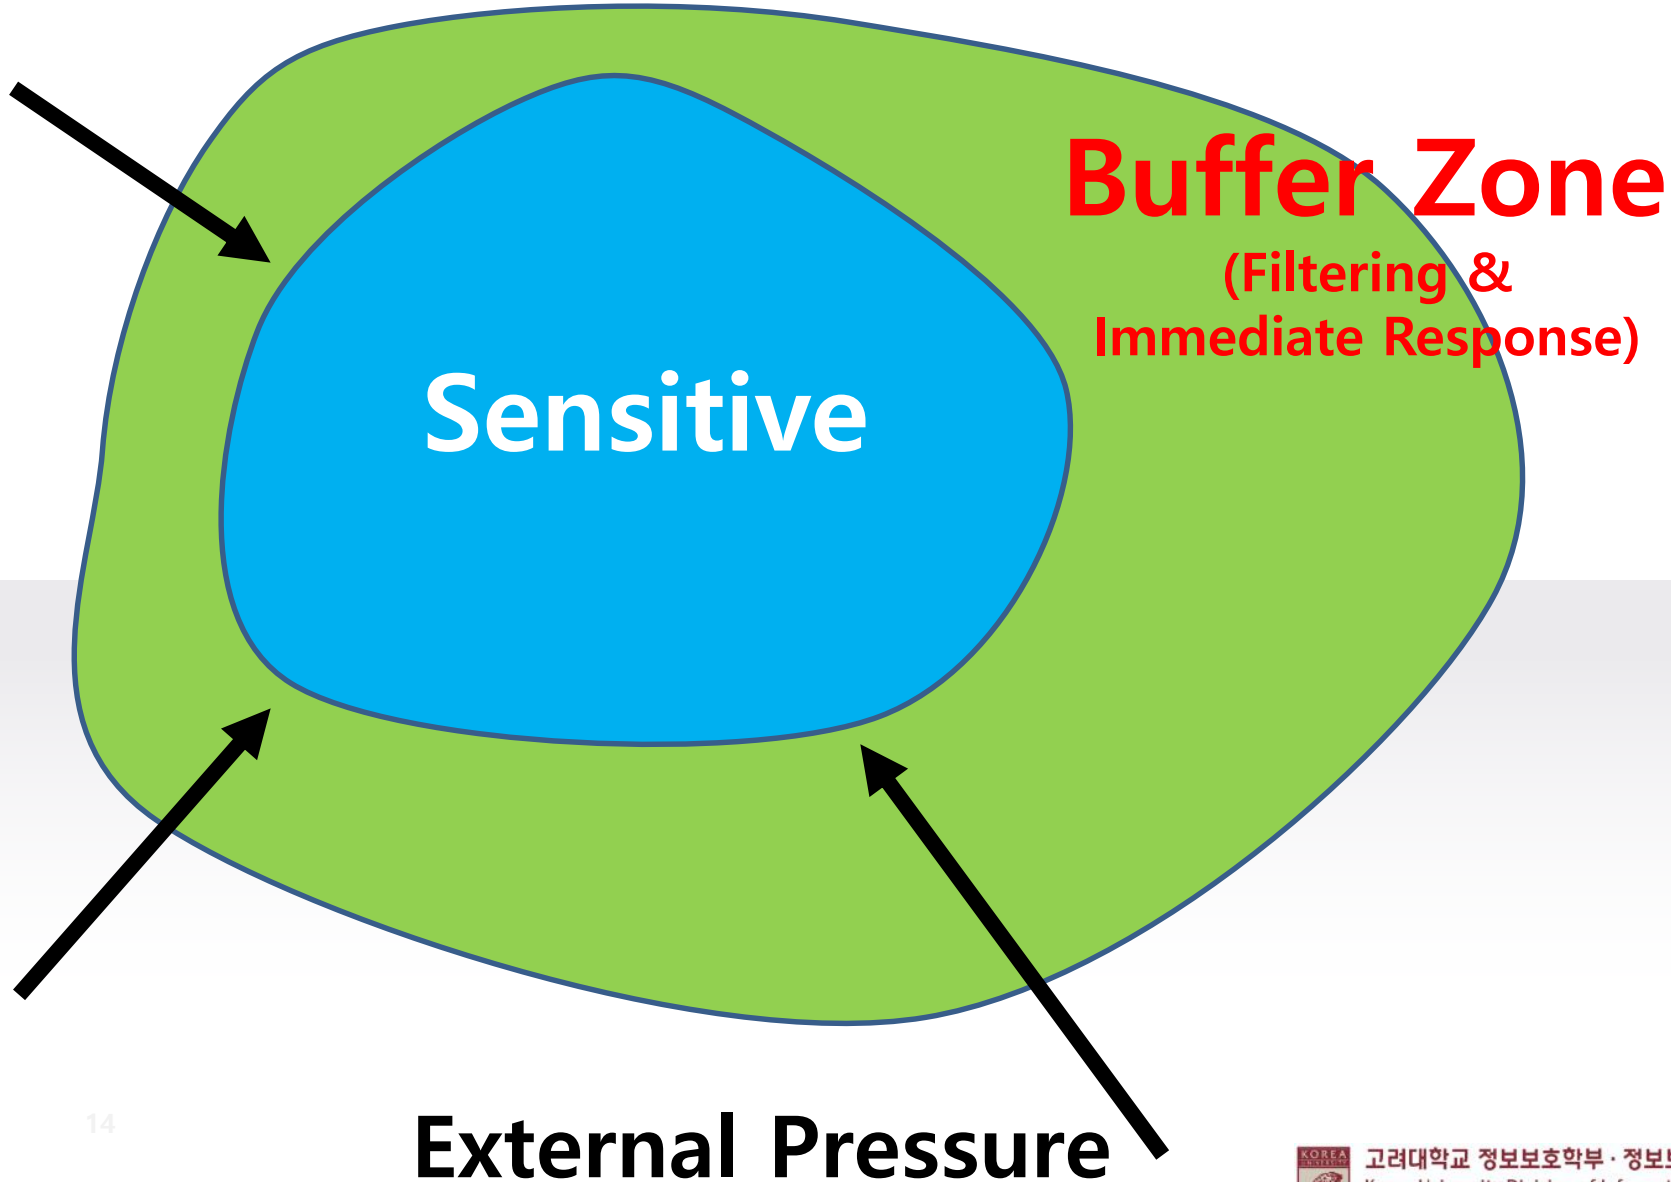 Buffer Zone
(Filtering &
Immediate Response)
Sensitive
External Pressure
14
KOREA
고려대학교 정보보호학부 · 정보